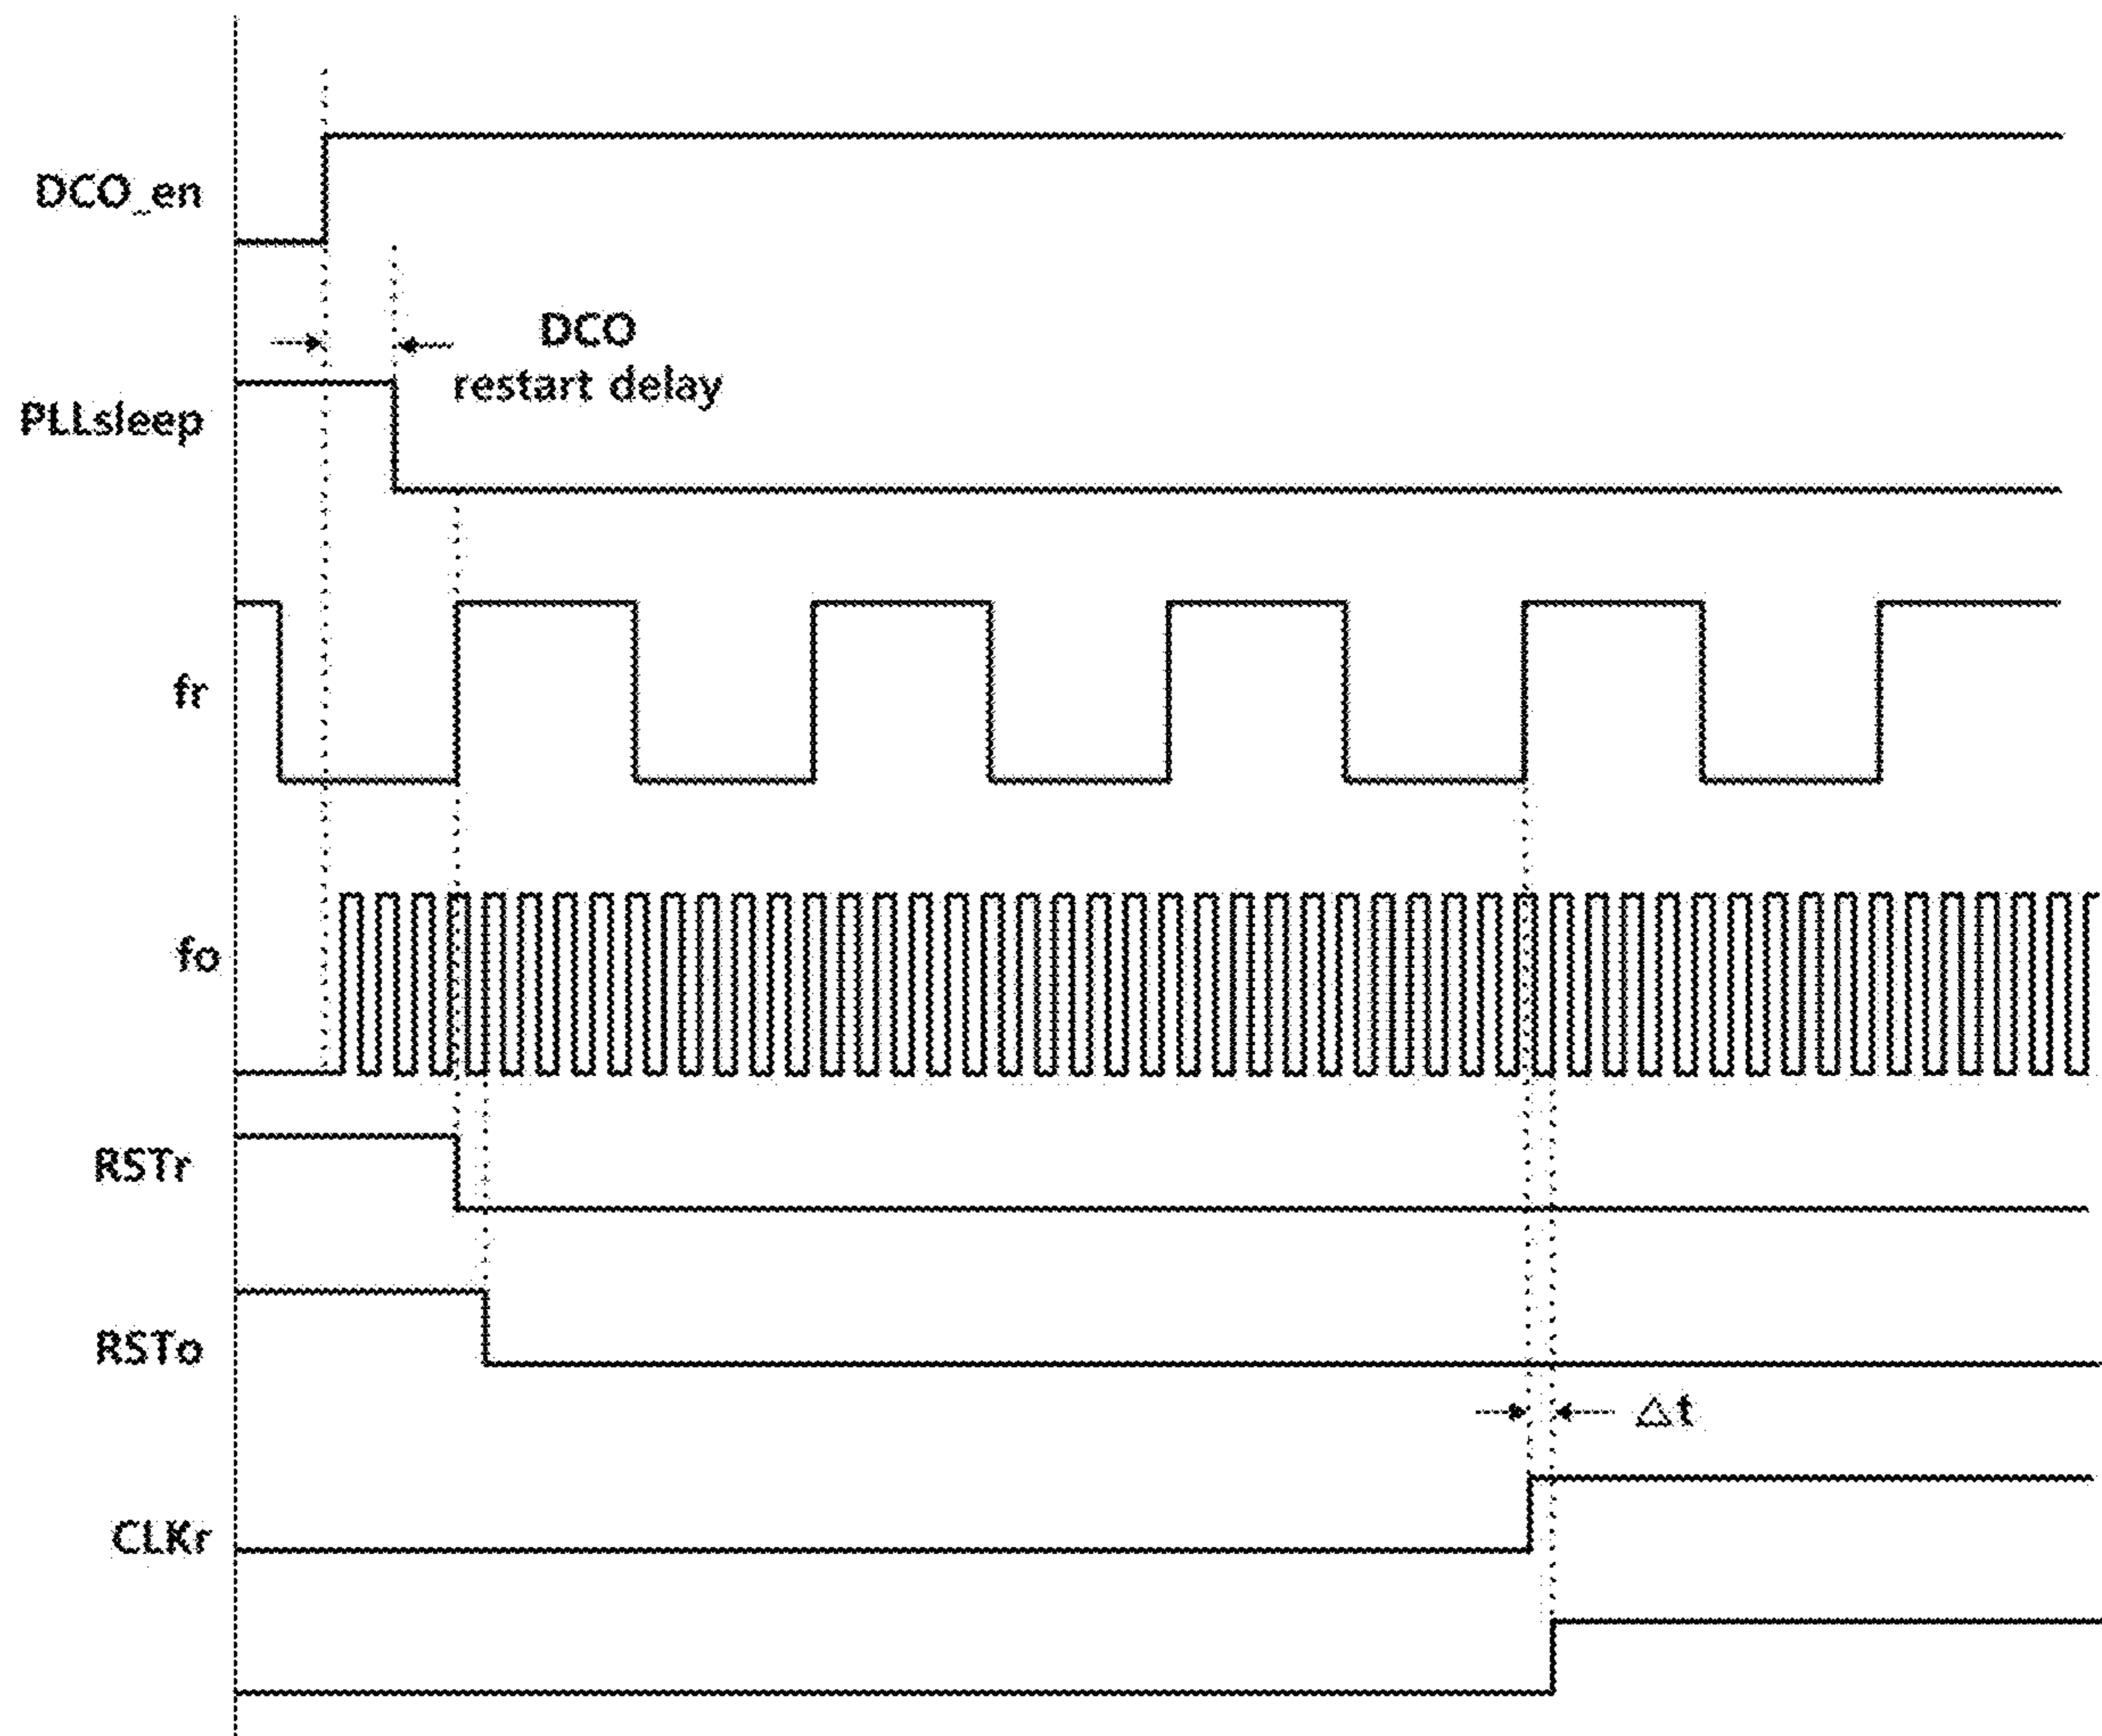 DCO_en
DCO
restart delay
PLLsleep
fr
fo
RSTr
RSTo
△t
CLKr